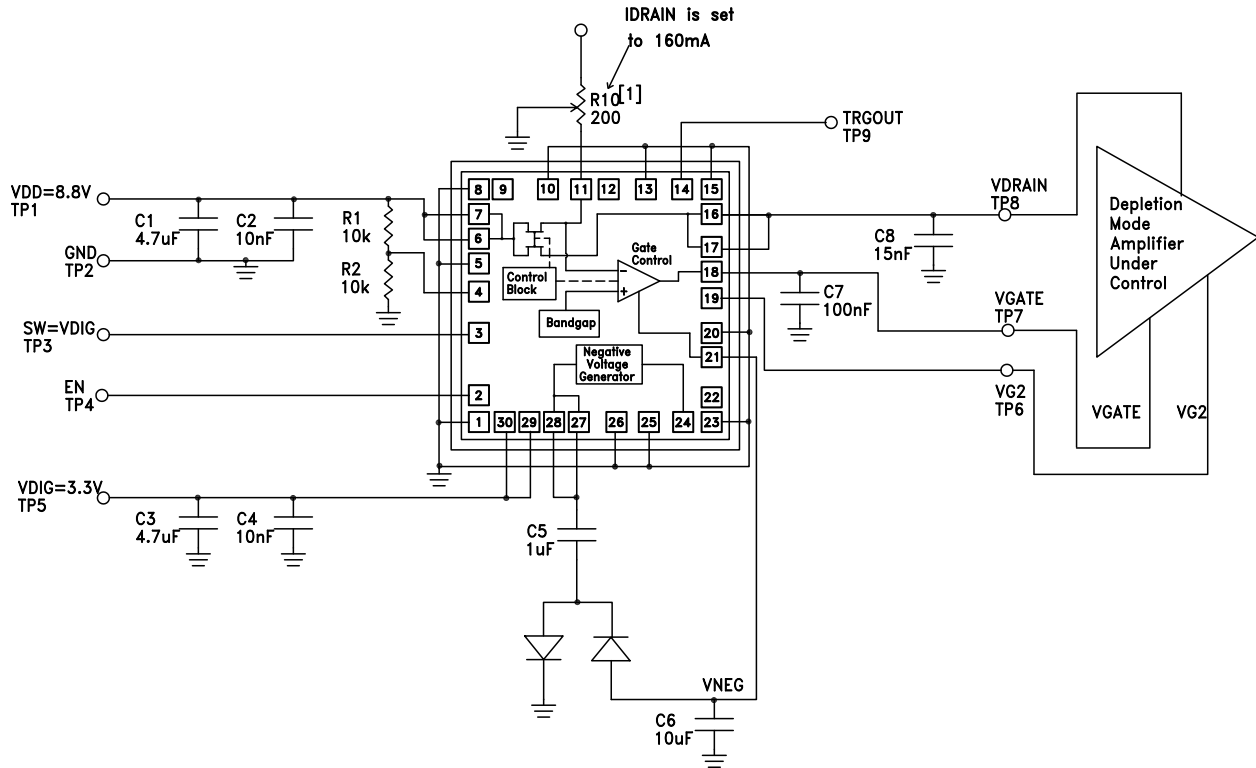 IDRAIN is set
to 160mA
R10[1]
200
TRGOUT
TP9
VDD=8.8V
TP1
C1
4.7uF
C2
10nF
R1
10k
GND
TP2
R2
10k
SW=VDIG
TP3
EN
TP4
VDIG=3.3V
TP5
C3
4.7uF
C4
10nF
8
9
10
11
12
13
14
15
7
6
5
4
3
2
1
16
17
18
19
20
21
22
23
30
29
28
27
26
25
24
Control
Block
Gate
Control
−
+
Bandgap
Negative
Voltage
Generator
C5
1uF
VNEG
C6
10uF
C7
100nF
C8
15nF
VDRAIN
TP8
VGATE
TP7
VG2
TP6
VGATE
VG2
Depletion
Mode
Amplifier
Under
Control